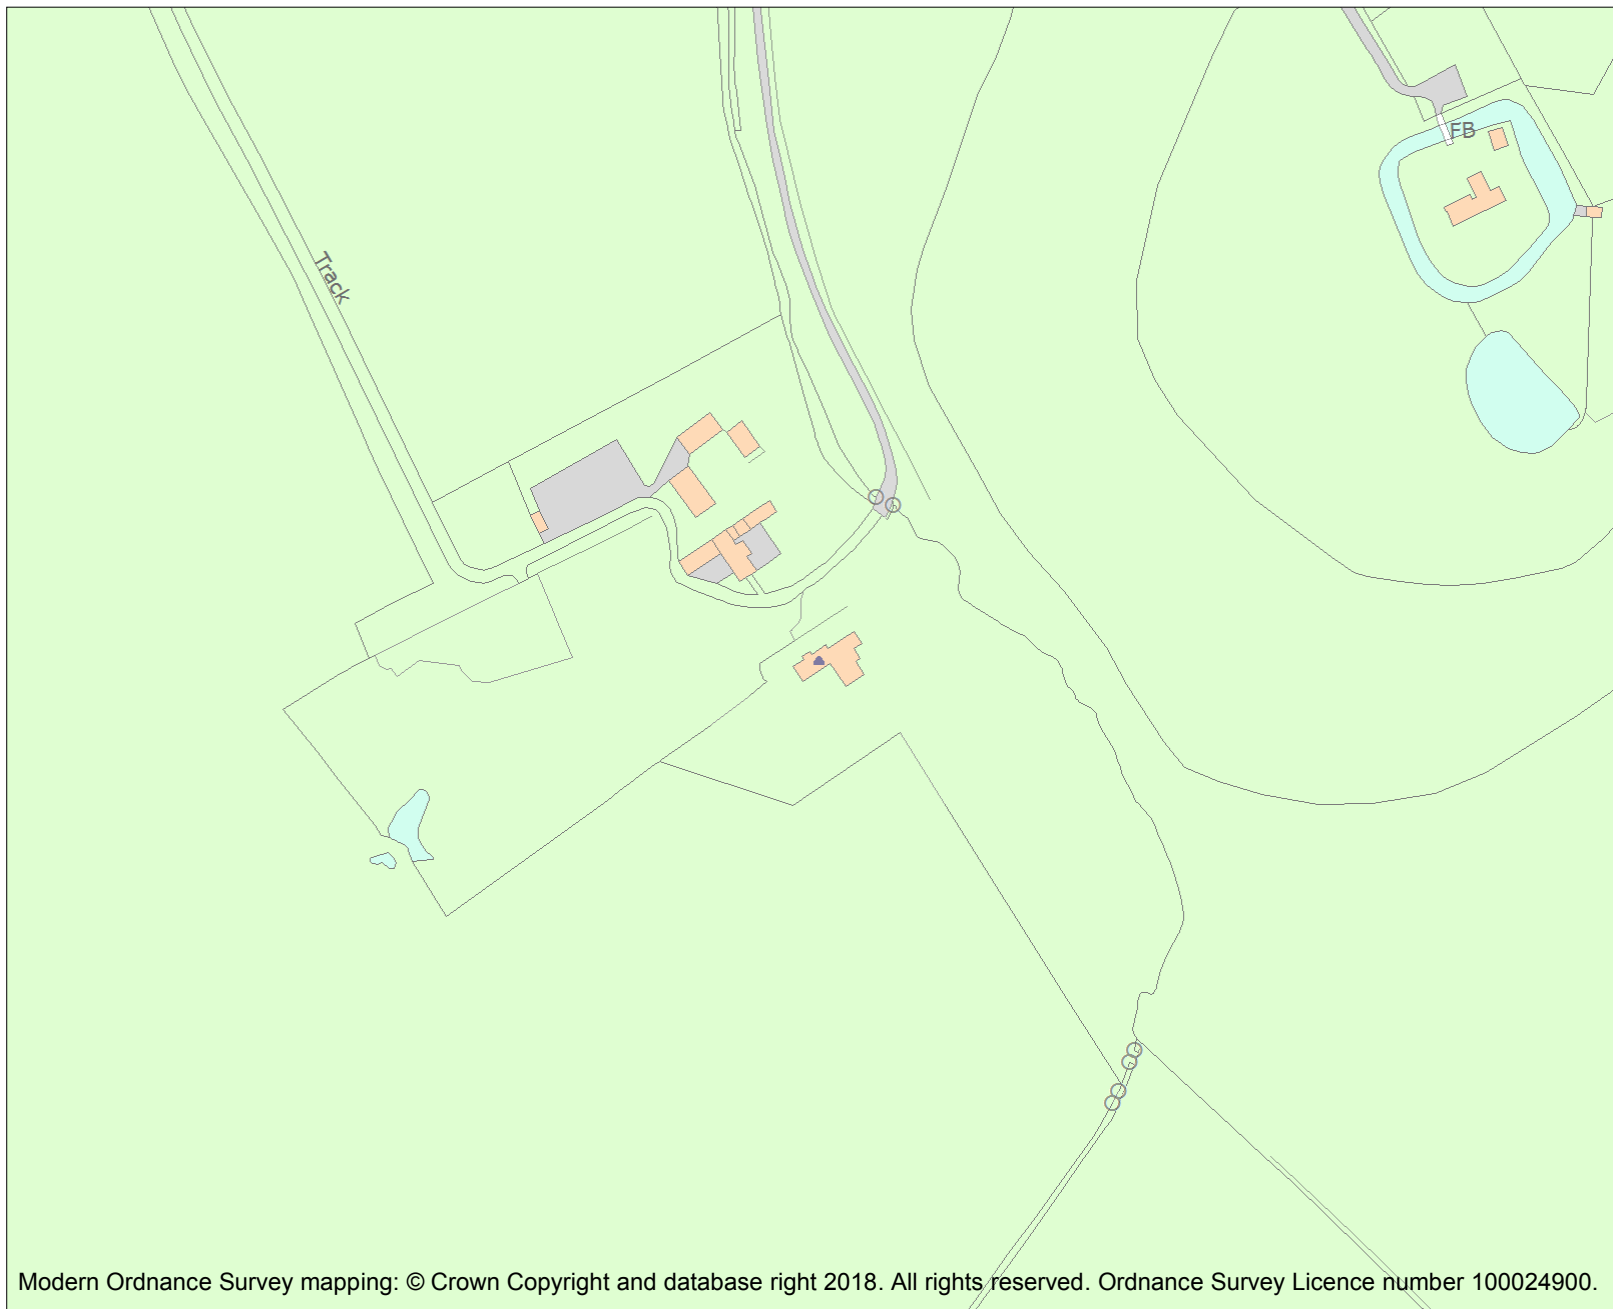 FB
Track
Modern Ordnance Survey mapping: © Crown Copyright and database right 2018. All rights reserved. Ordnance Survey Licence number 100024900.